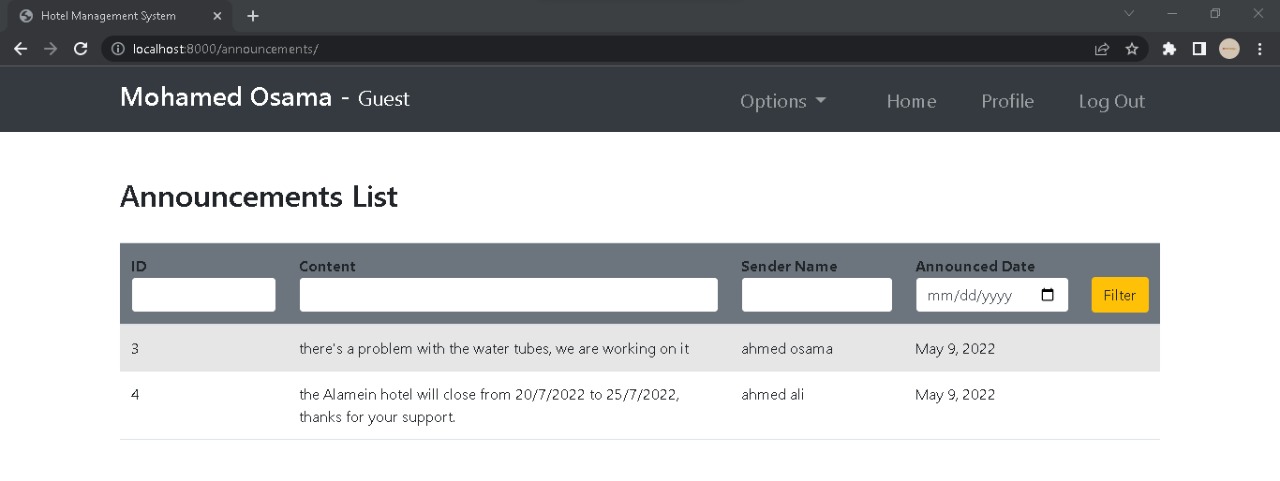 Hotel Management System
localhost:8000/announcements/
Mohamed Osama - Guest
Options Home Profile Log Out
Announcements List
ID Content Sender Name Announced Date
mm/dd/yyyy Filter
3 there's a problem with the water tubes, we are working on it ahmed osama May 9, 2022
4 the Alamein hotel will close from 20/7/2022 to 25/7/2022, ahmed ali May 9, 2022
thanks for your support.